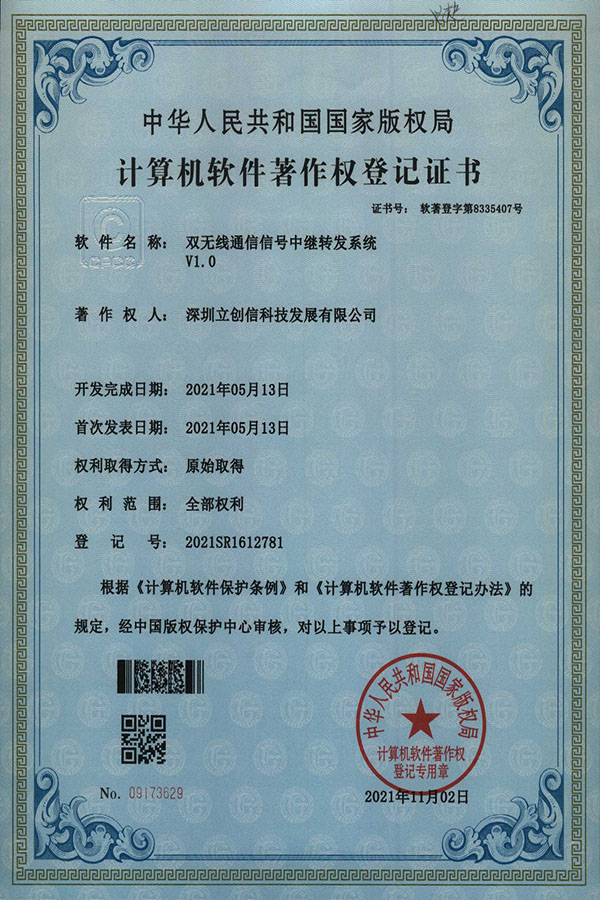 中华人民共和国国家版权局
计算机软件著作权登记证书
证书号: 软著登字第8335407号
CPCC
软件名称: 双无线通信信号中继转发系统
V1.0
著作权人: 深圳立创信科技发展有限公司
开发完成日期: 2021年05月13日
首次发表日期: 2021年05月13日
权利取得方式: 原始取得
权利范围: 全部权利
登记号: 2021SR1612781
根据《计算机软件保护条例》和《计算机软件著作权登记办法》的
规定,经中国版权保护中心审核,对以上事项予以登记。
中华人民共和国国家版权局
计算机软件著作权
登记专用章
No. 09173629
2021年11月02日